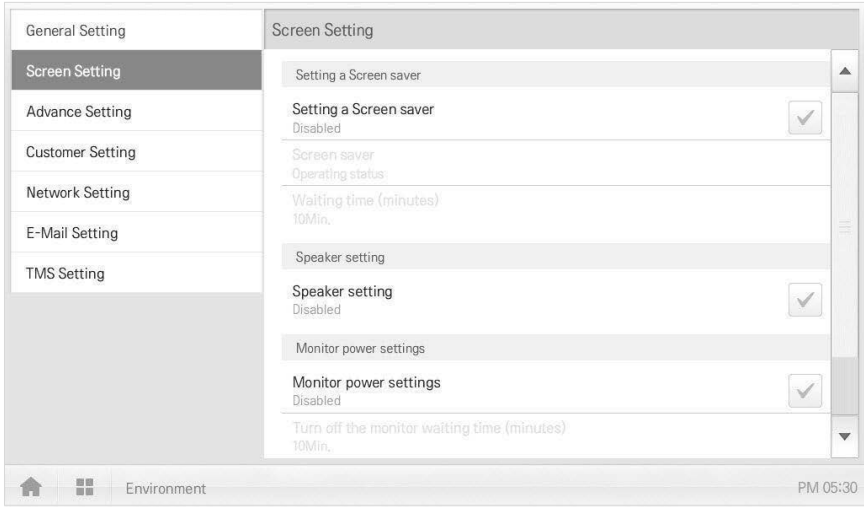 General Setting
Screen Setting
Advance Setting
Customer Setting
Network Setting
E-Mail Setting
TMS Setting
Screen Setting
Setting a Screen saver
Setting a Screen saver
Disabled
Screen saver
Operating status
Waiting time (minutes)
10Min.
Speaker setting
Speaker setting
Disabled
Monitor power settings
Monitor power settings
Disabled
Turn off the monitor waiting time (minutes)
10Min.
Environment
PM 05:30